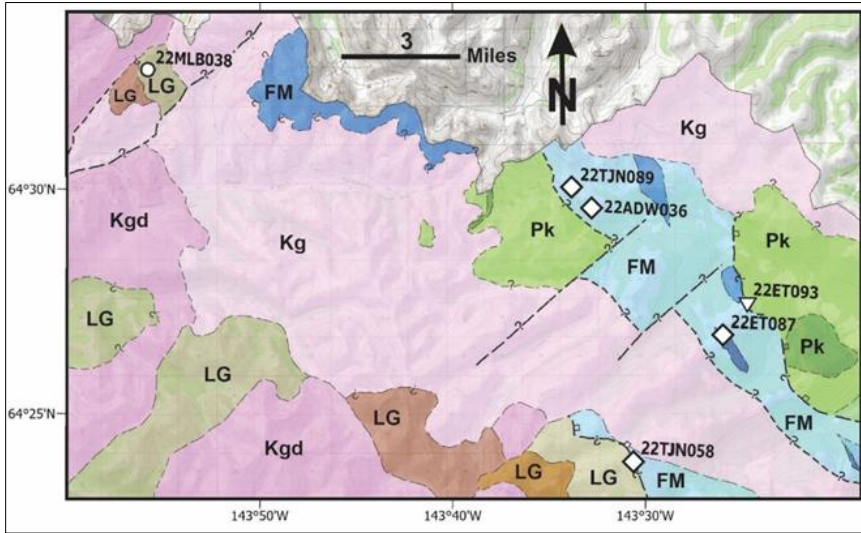 3
Miles
N
22MLB038
LG
LG
FM
Kg
64°30'N
22TJN089
22ADW036
Kgd
Kg
Pk
FM
Pk
22ET093
LG
22ET087
Pk
LG
64°25'N
LG
FM
Kgd
22TJN058
LG
LG
FM
143°50'W
143°40'W
143°30'W